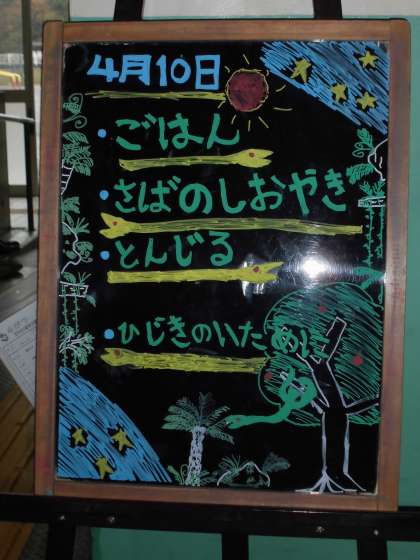 4月10日
・ごはん
・さばのしおやき
・とんじる
・ひじきのいため